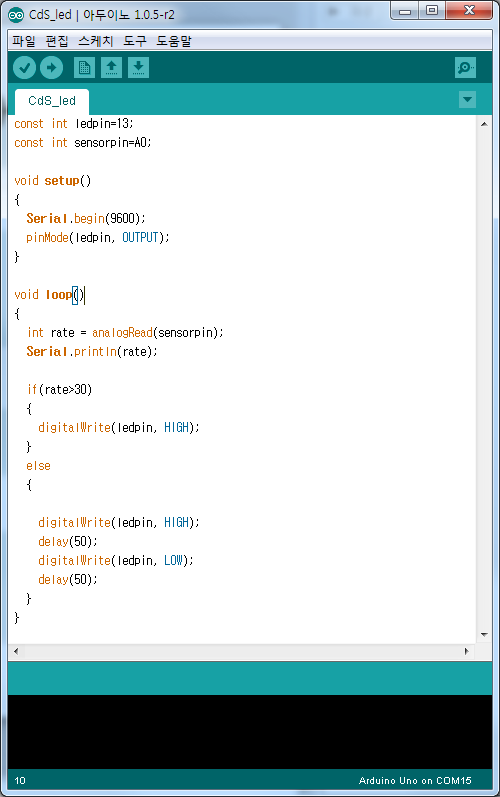 CdS_led | 아두이노 1.0.5-r2
파일 편집 스케치 도구 도움말
CdS_led
const int ledpin=13;
const int sensorpin=A0;
void setup()
{
Serial.begin(9600);
pinMode(ledpin, OUTPUT);
}
void loop()
{
int rate = analogRead(sensorpin);
Serial.println(rate);
if(rate>30)
{
digitalWrite(ledpin, HIGH);
}
else
{
digitalWrite(ledpin, HIGH);
delay(50);
digitalWrite(ledpin, LOW);
delay(50);
}
}
10 Arduino Uno on COM15